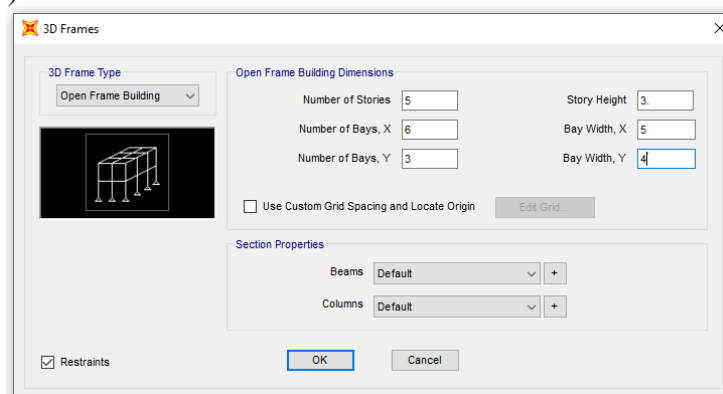 )
3D Frames
3D Frame Type
Open Frame Building
Open Frame Building Dimensions
Number of Stories 5 Story Height 3.
Number of Bays, X 6 Bay Width, X 5
Number of Bays, Y 3 Bay Width, Y 4
Use Custom Grid Spacing and Locate Origin Edit Grid...
Section Properties
Beams Default +
Columns Default +
Restraints OK Cancel